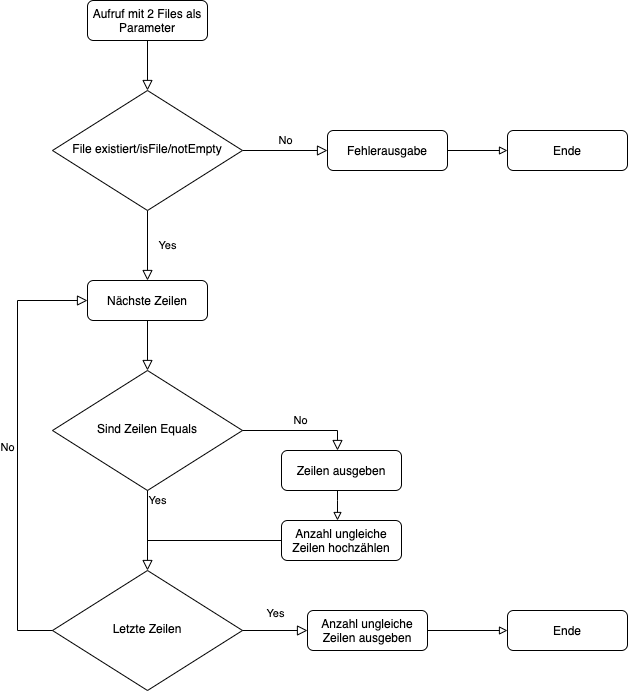 Aufruf mit 2 Files als
Parameter
File existiert/isFile/notEmpty
No
Fehlerausgabe
Ende
Yes
Nächste Zeilen
Sind Zeilen Equals
No
No
Zeilen ausgeben
Yes
Anzahl ungleiche
Zeilen hochzählen
Letzte Zeilen
Yes
Anzahl ungleiche
Zeilen ausgeben
Ende